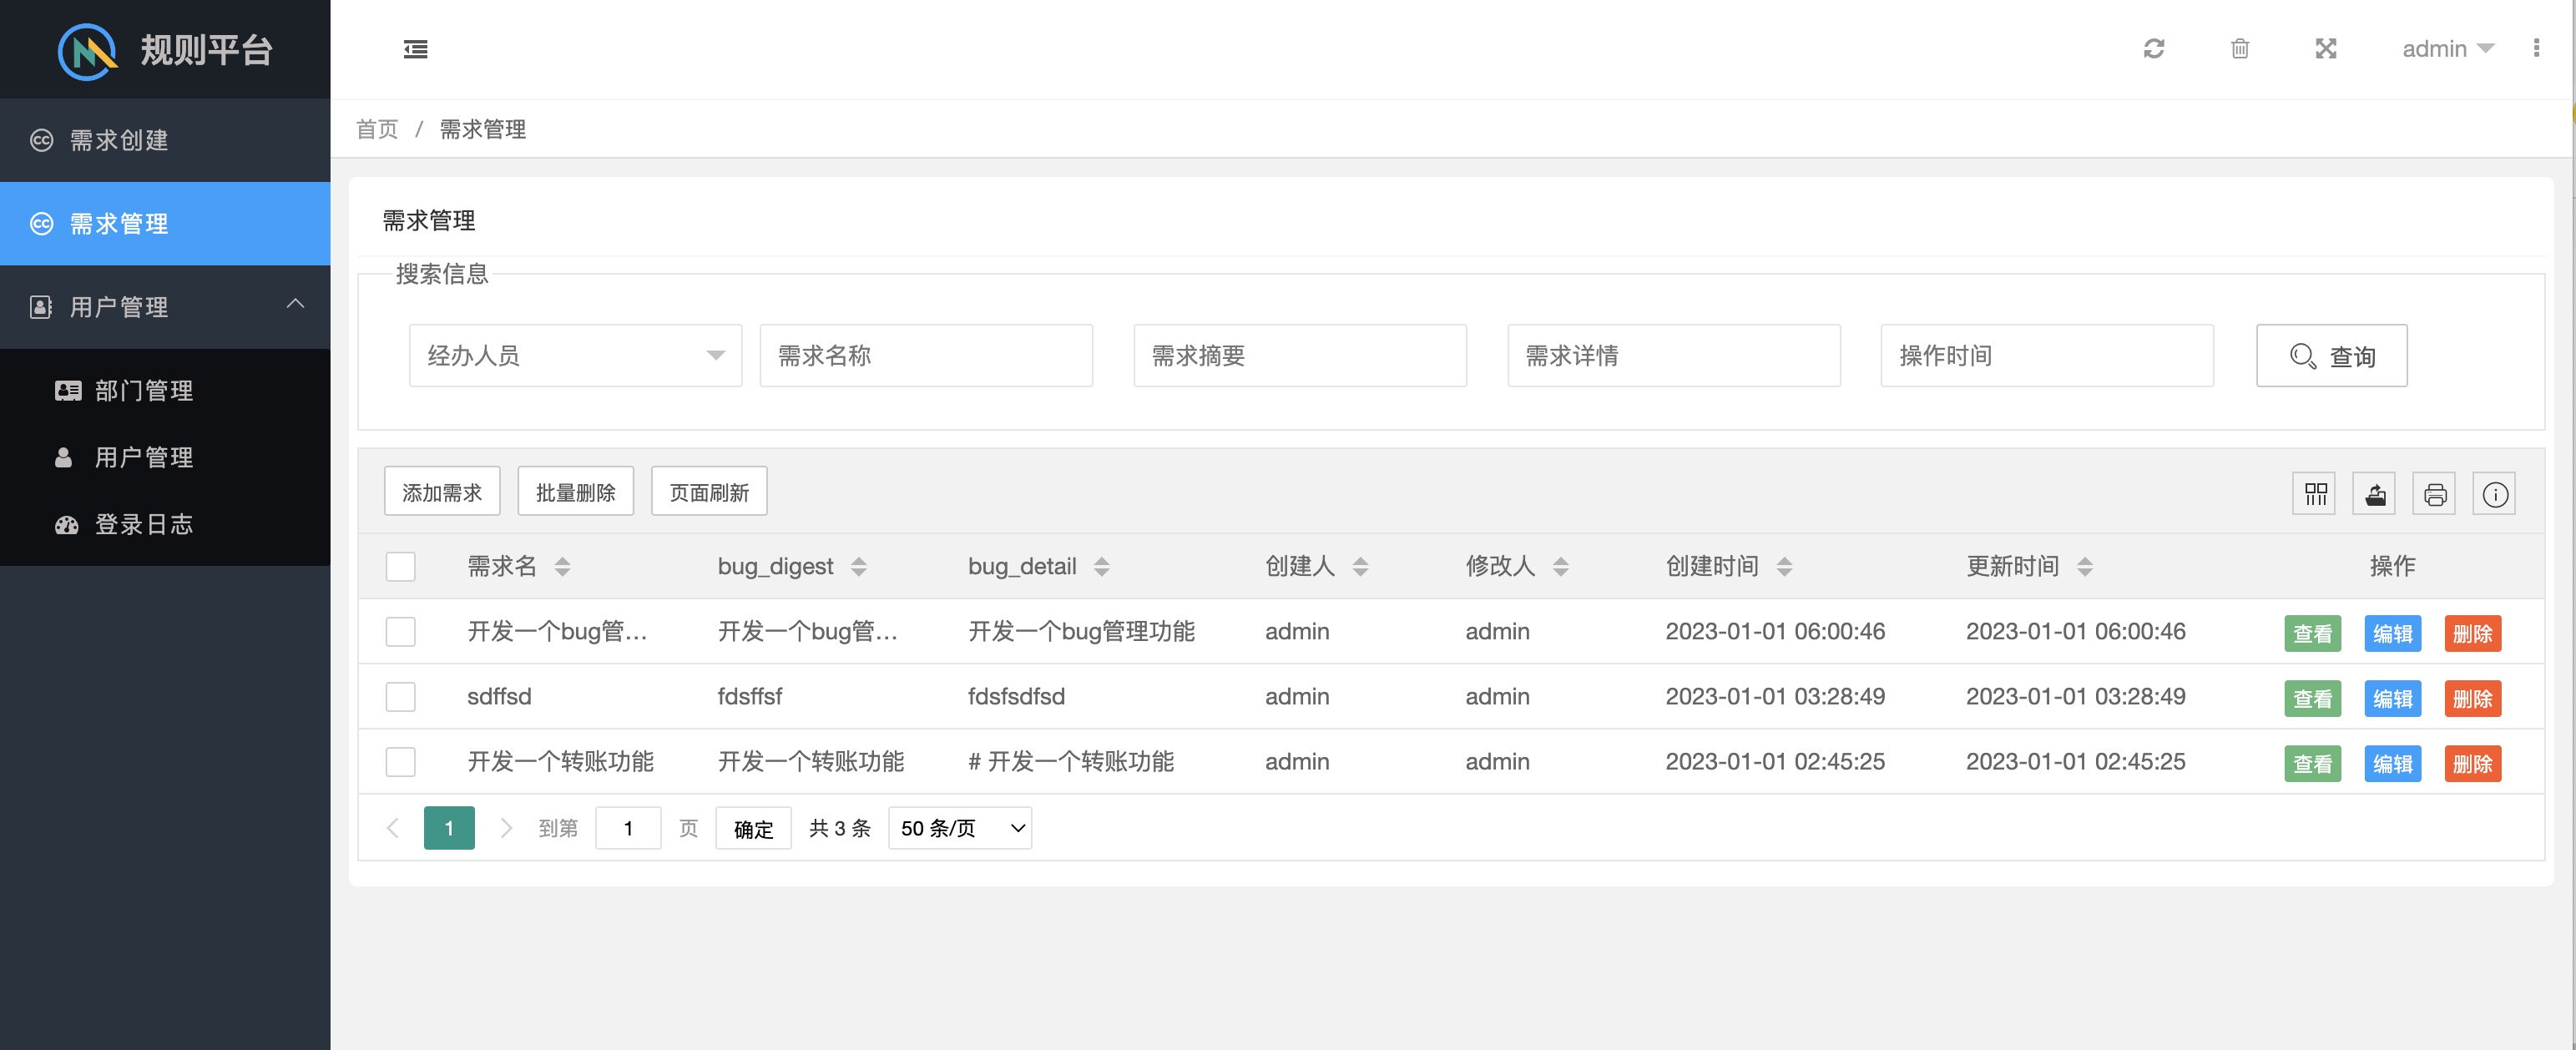 规则平台
admin
需求创建
需求管理
用户管理
部门管理
用户管理
登录日志
首页 / 需求管理
需求管理
搜索信息
经办人员 需求名称 需求摘要 需求详情 操作时间 查询
添加需求 批量删除 页面刷新
需求名 bug_digest bug_detail 创建人 修改人 创建时间 更新时间 操作
开发一个bug管... 开发一个bug管... 开发一个bug管理功能 admin admin 2023-01-01 06:00:46 2023-01-01 06:00:46 查看 编辑 删除
sdffsd fdsffsf fdsfsdfsd admin admin 2023-01-01 03:28:49 2023-01-01 03:28:49 查看 编辑 删除
开发一个转账功能 开发一个转账功能 # 开发一个转账功能 admin admin 2023-01-01 02:45:25 2023-01-01 02:45:25 查看 编辑 删除
1 到第 1 页 确定 共 3 条 50 条/页